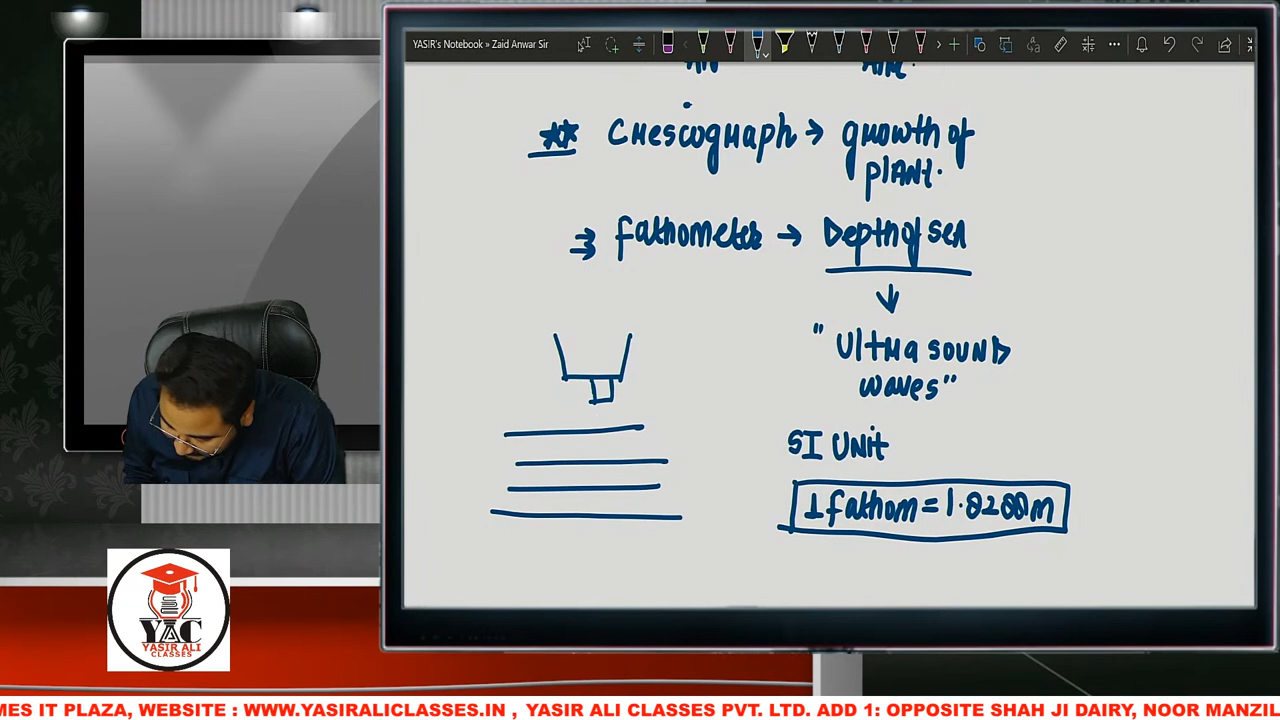 YASIR's Notebook » Zaid Anwar Sir
** Crescograph → growth of
plant.
⇒ fathometer → Depth of sea
↓
"Ultra sound
waves"
SI Unit
1 fathom = 1.8288m
YAC
YASIR ALI
CLASSES
MES IT PLAZA, WEBSITE : WWW.YASIRALICLASSES.IN , YASIR ALI CLASSES PVT. LTD. ADD 1: OPPOSITE SHAH JI DAIRY, NOOR MANZIL